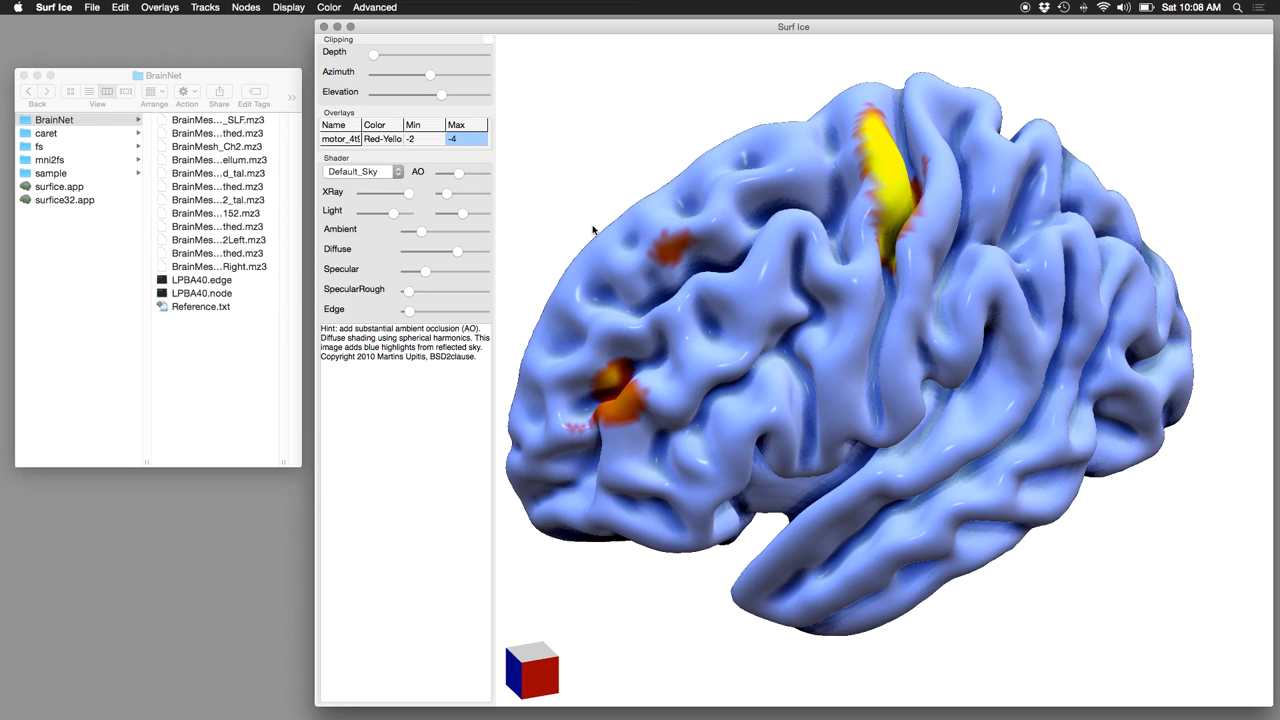 Surf Ice File Edit Overlays Tracks Nodes Display Color Advanced Sat 10:08 AM
BrainNet
Back View Arrange Action Share Edit Tags
BrainNet
caret
fs
mni2fs
sample
surfice.app
surfice32.app
BrainMes..._SLF.mz3
BrainMes...thed.mz3
BrainMesh_Ch2.mz3
BrainMes...ellum.mz3
BrainMes...d_tal.mz3
BrainMes...thed.mz3
BrainMes...2_tal.mz3
BrainMes...152.mz3
BrainMes...thed.mz3
BrainMes...2Left.mz3
BrainMes...thed.mz3
BrainMes...Right.mz3
LPBA40.edge
LPBA40.node
Reference.txt
Surf Ice
Clipping
Depth
Azimuth
Elevation
Overlays
Name Color Min Max
Red-Yello -2 -4
Shader
Default_Sky AO
XRay
Light
Ambient
Diffuse
Specular
SpecularRough
Edge
Hint: add substantial ambient occlusion (AO).
Diffuse shading using spherical harmonics. This
image adds blue highlights from reflected sky.
Copyright 2010 Martins Upitis, BSD2clause.